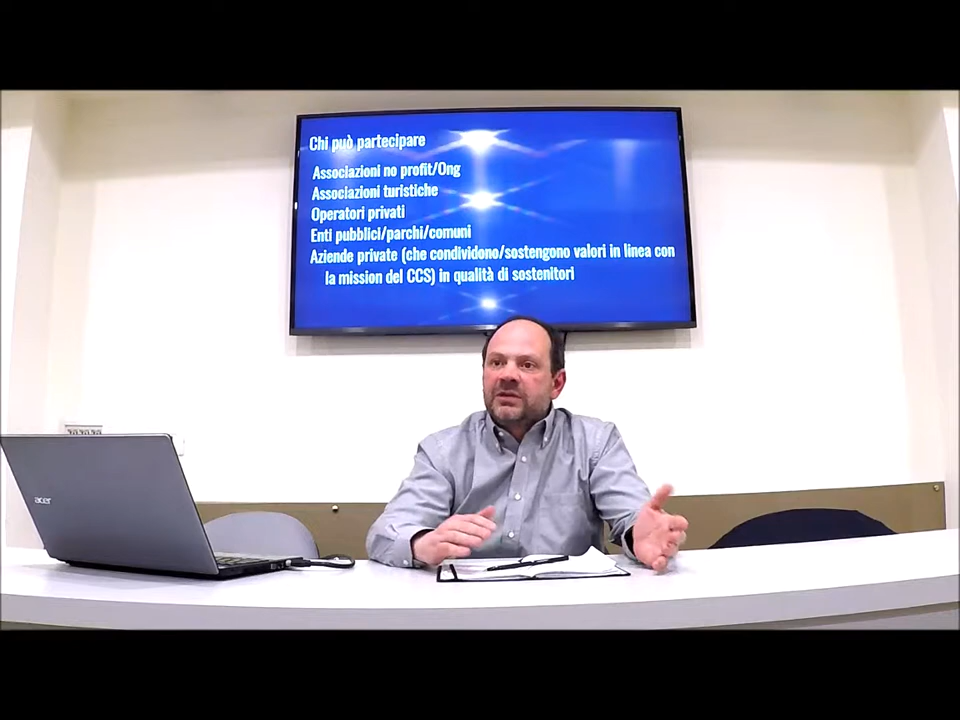 Chi può partecipare
Associazioni no profit/Ong
Associazioni turistiche
Operatori privati
Enti pubblici/parchi/comuni
Aziende private (che condividono/sostengono valori in linea con
la mission del CCS) in qualità di sostenitori
acer